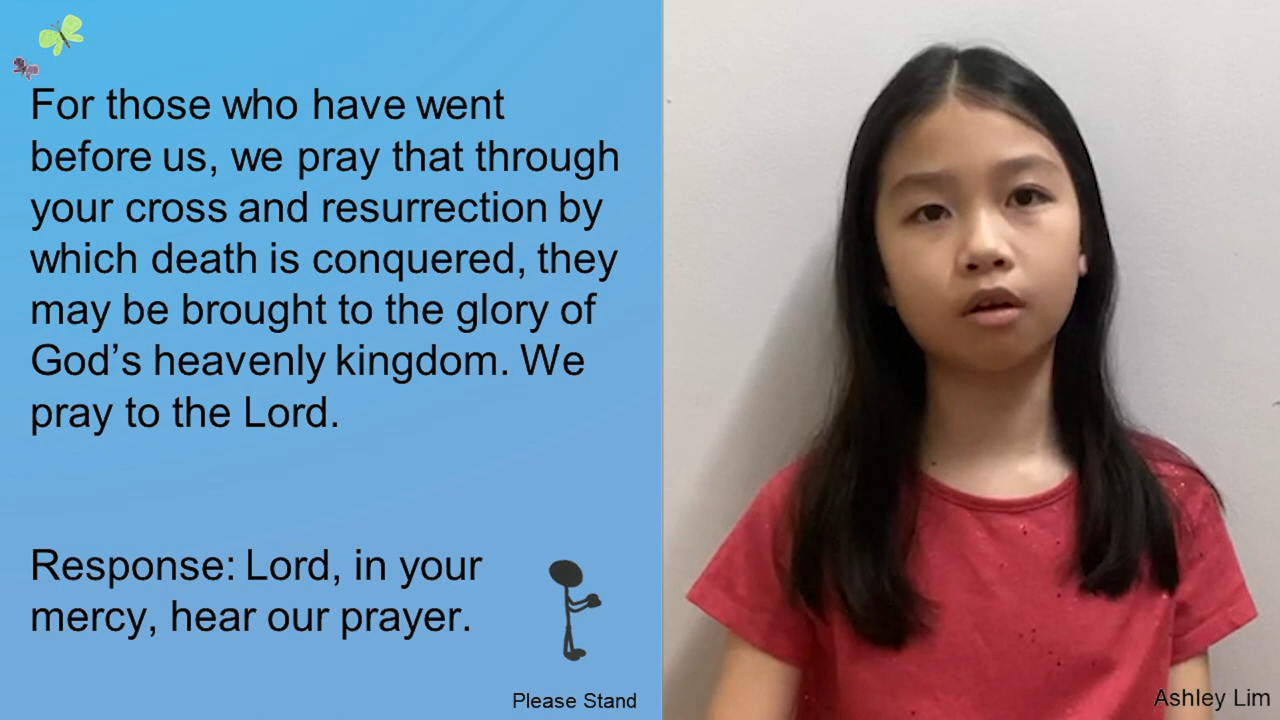 For those who have went
before us, we pray that through
your cross and resurrection by
which death is conquered, they
may be brought to the glory of
God’s heavenly kingdom. We
pray to the Lord.
Response: Lord, in your
mercy, hear our prayer.
Please Stand
Ashley Lim